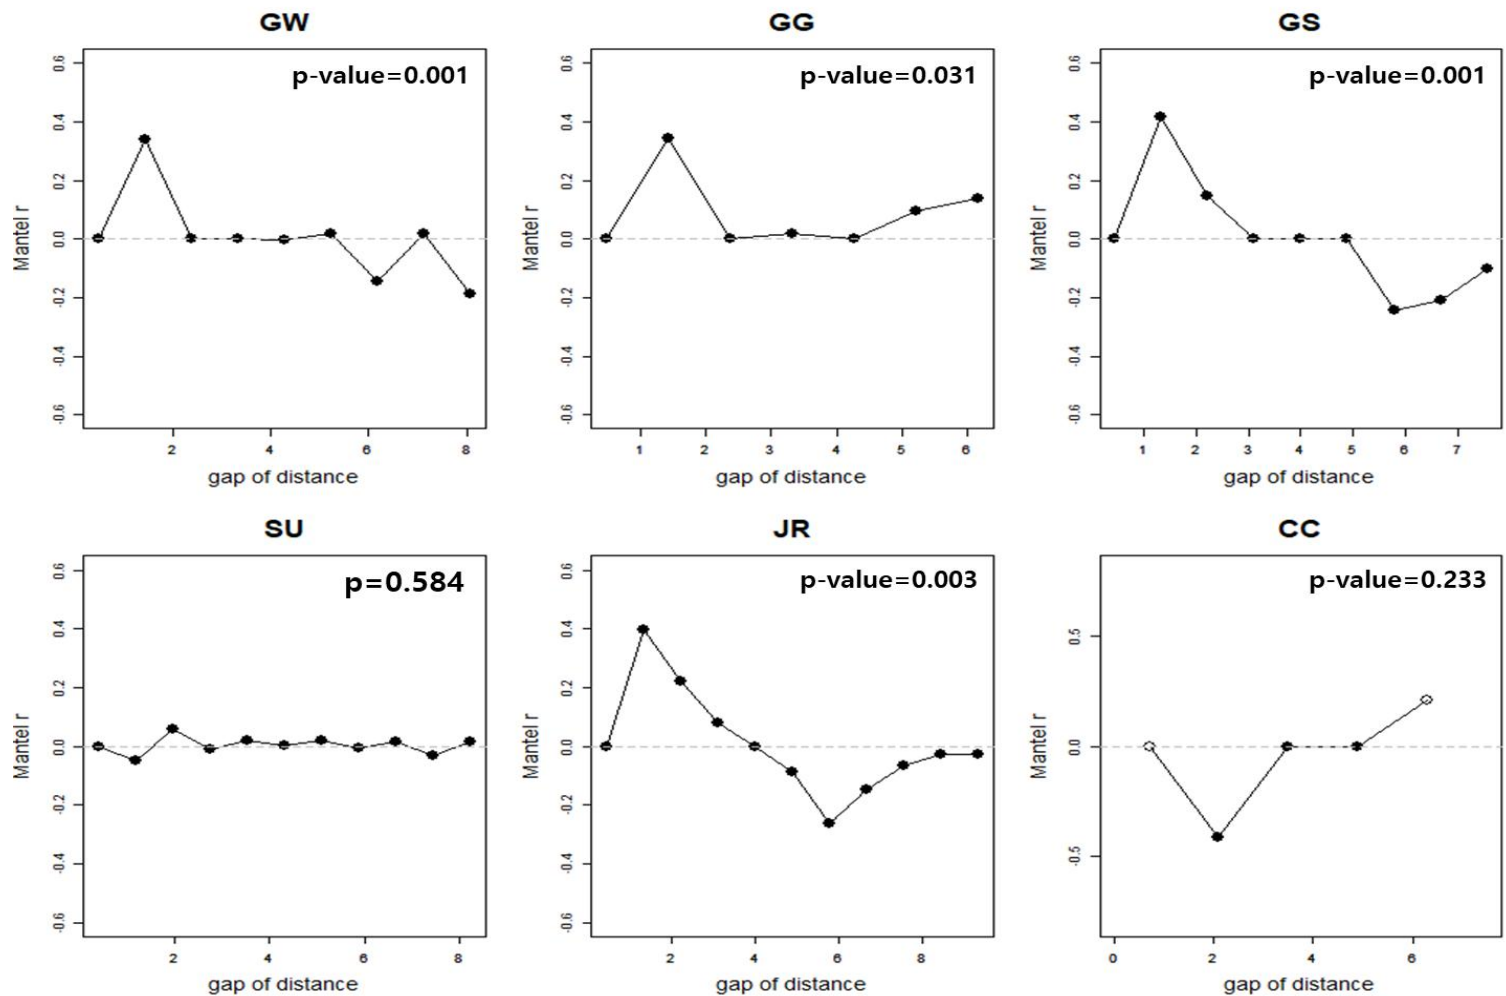 GW
p-value=0.001
0.6
0.4
0.2
0.0
-0.2
-0.4
-0.6
Mantel r
2 4 6 8
gap of distance
GG
p-value=0.031
0.6
0.4
0.2
0.0
-0.2
-0.4
-0.6
Mantel r
1 2 3 4 5 6
gap of distance
GS
p-value=0.001
0.6
0.4
0.2
0.0
-0.2
-0.4
-0.6
Mantel r
1 2 3 4 5 6 7
gap of distance
SU
p=0.584
0.6
0.4
0.2
0.0
-0.2
-0.4
-0.6
Mantel r
2 4 6 8
gap of distance
JR
p-value=0.003
0.6
0.4
0.2
0.0
-0.2
-0.4
-0.6
Mantel r
2 4 6 8
gap of distance
CC
p-value=0.233
0.5
0.0
-0.5
Mantel r
0 2 4 6
gap of distance